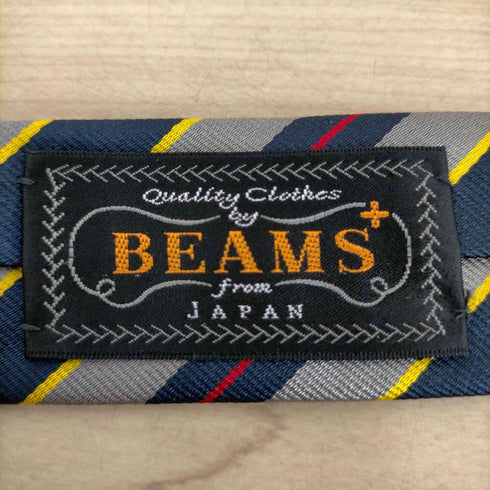 Quality Clothes
by
BEAMS+
from
JAPAN